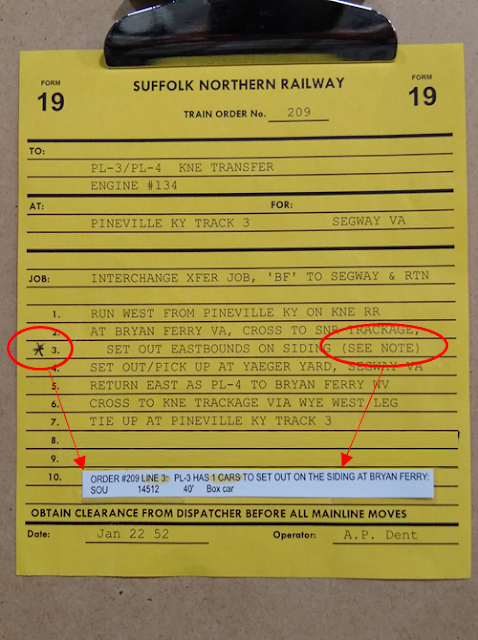 FORM 19
SUFFOLK NORTHERN RAILWAY
FORM 19
TRAIN ORDER No. 209
TO:
PL-3/PL-4 KNE TRANSFER
ENGINE #134
AT: FOR:
PINEVILLE KY TRACK 3 SEGWAY VA
JOB: INTERCHANGE XFER JOB, 'BF' TO SEGWAY & RTN
1. RUN WEST FROM PINEVILLE KY ON KNE RR
2. AT BRYAN FERRY VA, CROSS TO SNR TRACKAGE,
* 3. SET OUT EASTBOUNDS ON SIDING (SEE NOTE)
4. SET OUT/PICK UP AT YAEGER YARD, SEGWAY VA
5. RETURN EAST AS PL-4 TO BRYAN FERRY WV
6. CROSS TO KNE TRACKAGE VIA WYE WEST LEG
7. TIE UP AT PINEVILLE KY TRACK 3
8.
9.
10.
ORDER #209 LINE 3: PL-3 HAS 1 CARS TO SET OUT ON THE SIDING AT BRYAN FERRY:
SOU 14512 40' Box car
OBTAIN CLEARANCE FROM DISPATCHER BEFORE ALL MAINLINE MOVES
Date: Jan 22 52 Operator: A.P. Dent